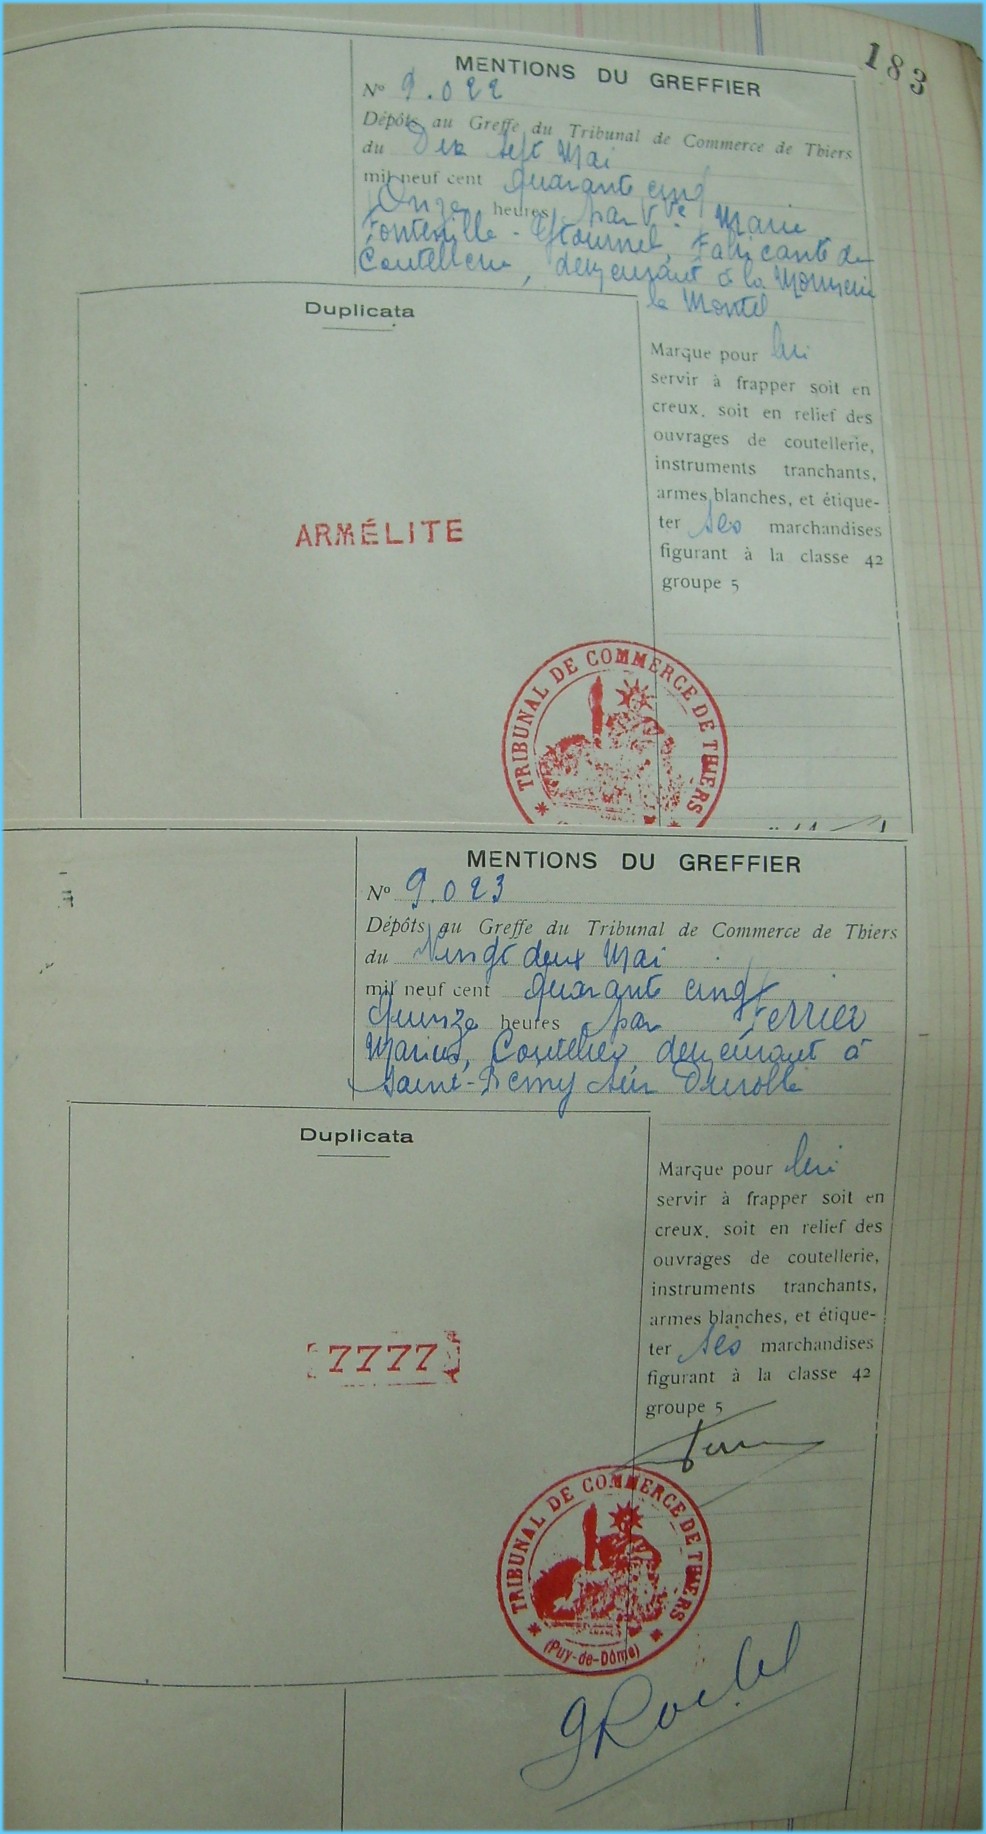 183
MENTIONS DU GREFFIER
N° 9.022
Dépôts au Greffe du Tribunal de Commerce de Thiers
du Dix sept Mai
mil neuf cent quarante cinq
Onze heures par Vve Marie
Fontenille - Estournel, Fabricante de
Coutellerie, demeurant à la Monnerie
le Montel
Duplicata
Marque pour lui
servir à frapper soit en
creux, soit en relief des
ouvrages de coutellerie,
instruments tranchants,
armes blanches, et étique-
ter ses marchandises
figurant à la classe 42
groupe 5
ARMÉLITE
TRIBUNAL DE COMMERCE DE THIERS
MENTIONS DU GREFFIER
N° 9.023
Dépôts au Greffe du Tribunal de Commerce de Thiers
du Vingt deux Mai
mil neuf cent quarante cinq
Quinze heures par Ferrier
Marius, Coutelier demeurant à
Saint-Rémy sur Durolle
Duplicata
Marque pour lui
servir à frapper soit en
creux, soit en relief des
ouvrages de coutellerie,
instruments tranchants,
armes blanches, et étique-
ter ses marchandises
figurant à la classe 42
groupe 5
7777
TRIBUNAL DE COMMERCE DE THIERS
(Puy-de-Dôme)